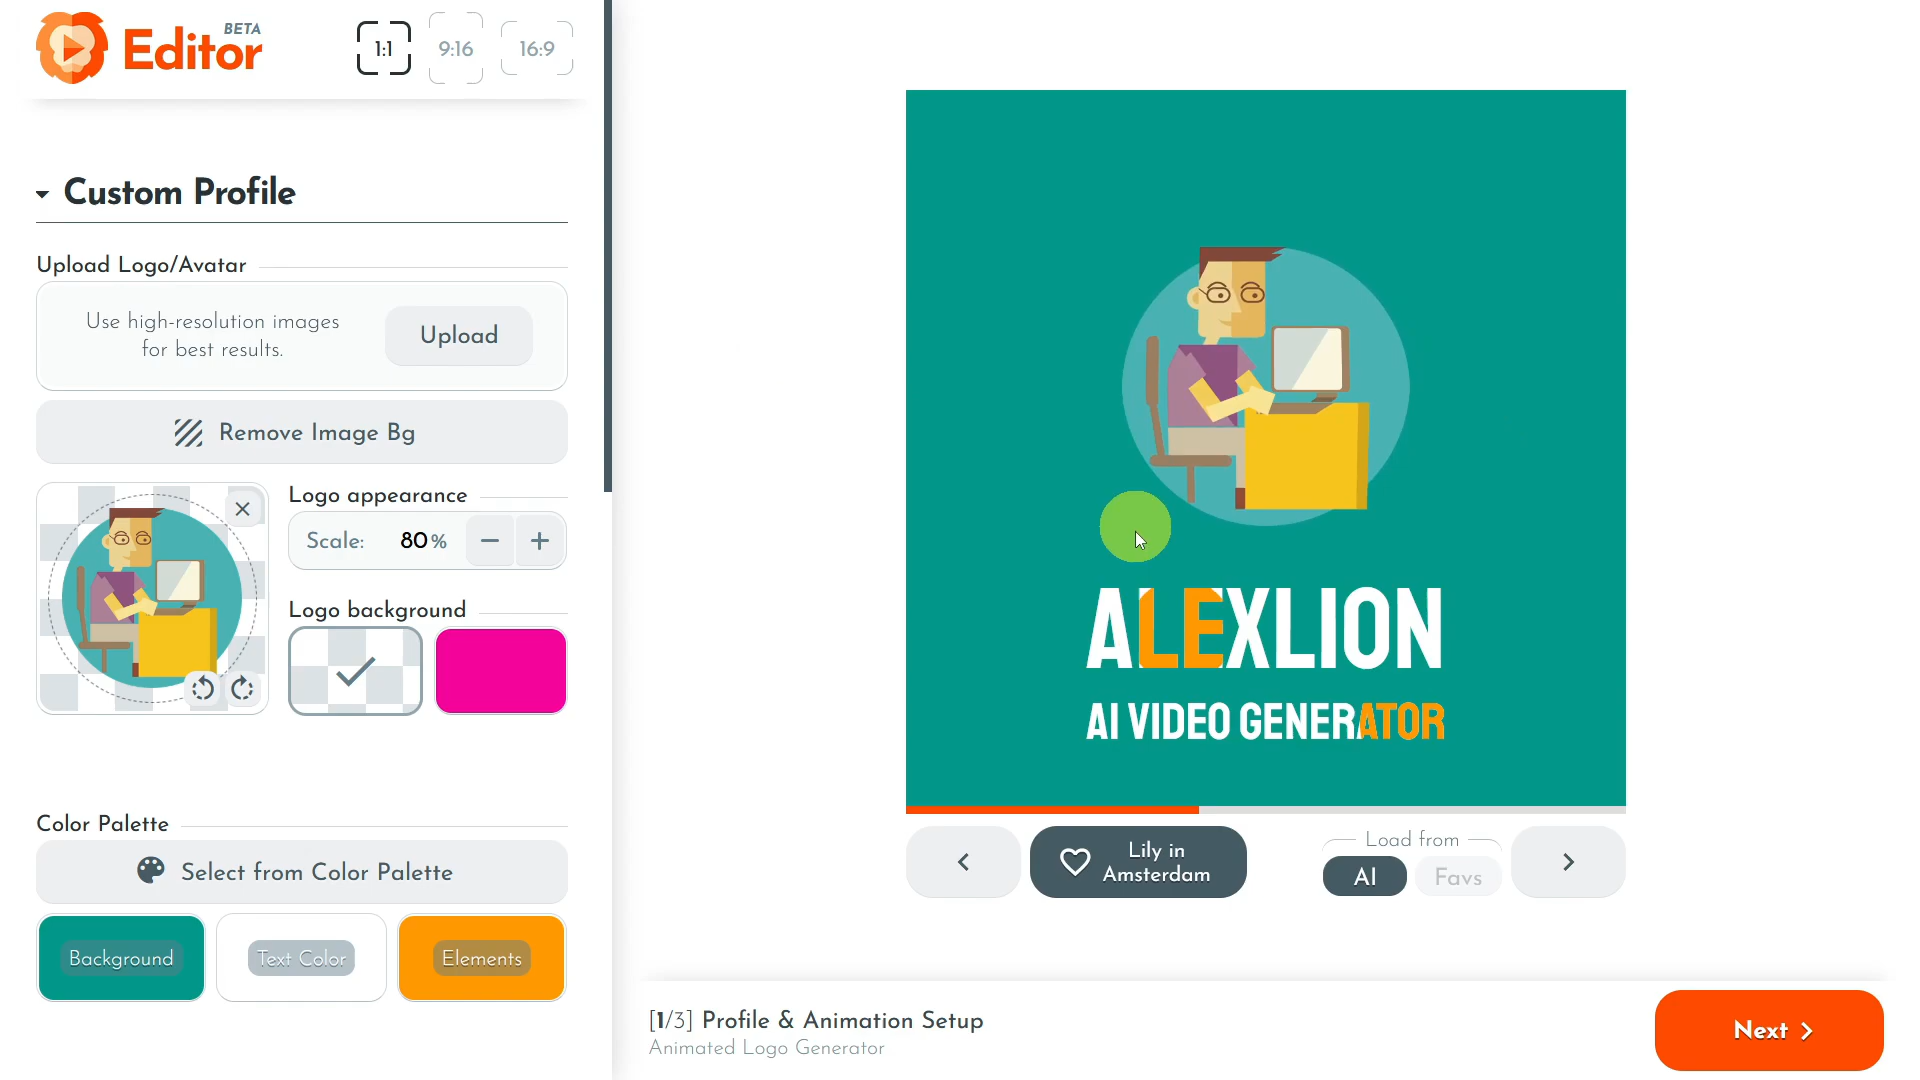 Editor BETA
1:1
9:16
16:9
Custom Profile
Upload Logo/Avatar
Use high-resolution images
for best results.
Upload
Remove Image Bg
Logo appearance
Scale: 80%
Logo background
Color Palette
Select from Color Palette
Background
Text Color
Elements
ALEXLION
AI VIDEO GENERATOR
Lily in
Amsterdam
Load from
AI
Favs
[1/3] Profile & Animation Setup
Animated Logo Generator
Next